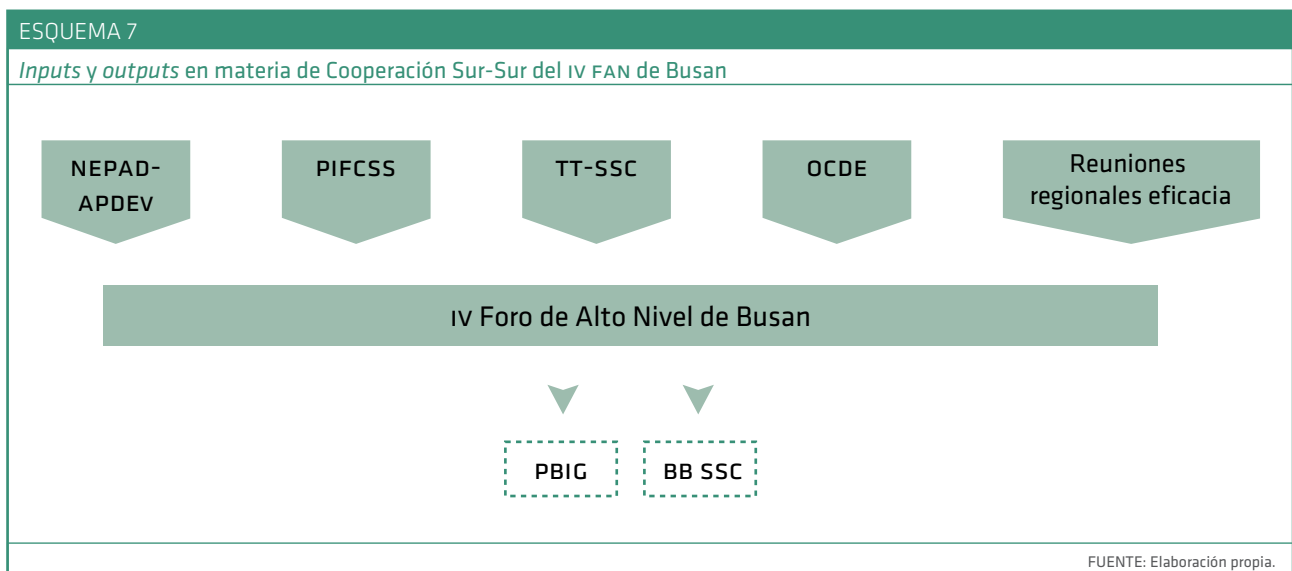 ESQUEMA 7
Inputs y outputs en materia de Cooperación Sur-Sur del IV FAN de Busan
NEPAD-
APDEV
PIFCSS
TT-SSC
OCDE
Reuniones
regionales eficacia
IV Foro de Alto Nivel de Busan
PBIG
BB SSC
FUENTE: Elaboración propia.